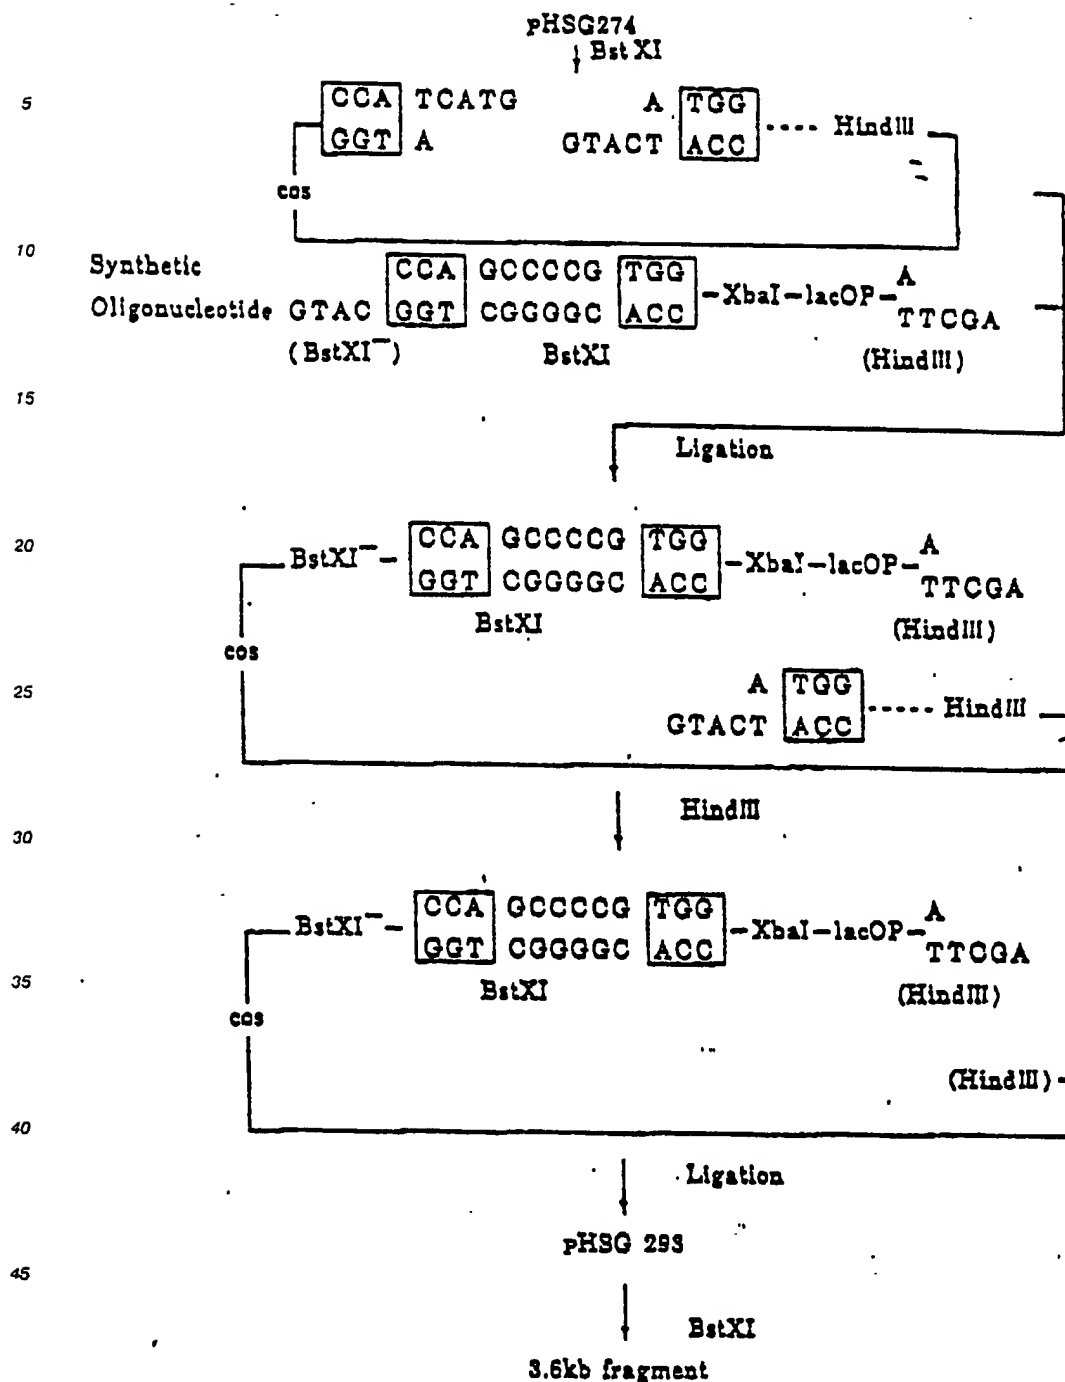 pHSG274
BstXI
5
CCA TCATG A TGG
GGT A GTACT ACC ---- HindIII
cos
10
Synthetic CCA GCCCCG TGG A
Oligonucleotide GTAC GGT CGGGGC ACC -XbaI-lacOP- TTCGA
(BstXI⁻) BstXI (HindIII)
15
Ligation
20
BstXI⁻- CCA GCCCCG TGG -XbaI-lacOP- A
GGT CGGGGC ACC TTCGA
BstXI (HindIII)
cos
25
A TGG
GTACT ACC ----- HindIII
HindIII
30
BstXI⁻- CCA GCCCCG TGG -XbaI-lacOP- A
GGT CGGGGC ACC TTCGA
35
BstXI (HindIII)
cos
(HindIII)-
40
Ligation
pHSG 293
45
BstXI
3.6kb fragment